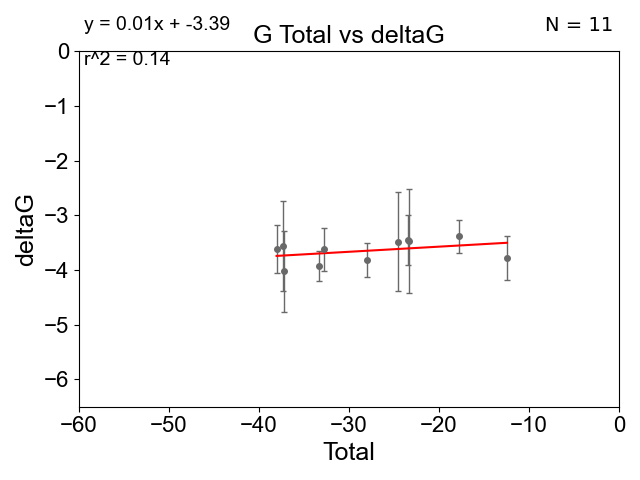 y = 0.01x + -3.39
N = 11
G Total vs deltaG
r^2 = 0.14
0
−1
−2
−3
−4
−5
−6
deltaG
−60
−50
−40
−30
−20
−10
0
Total